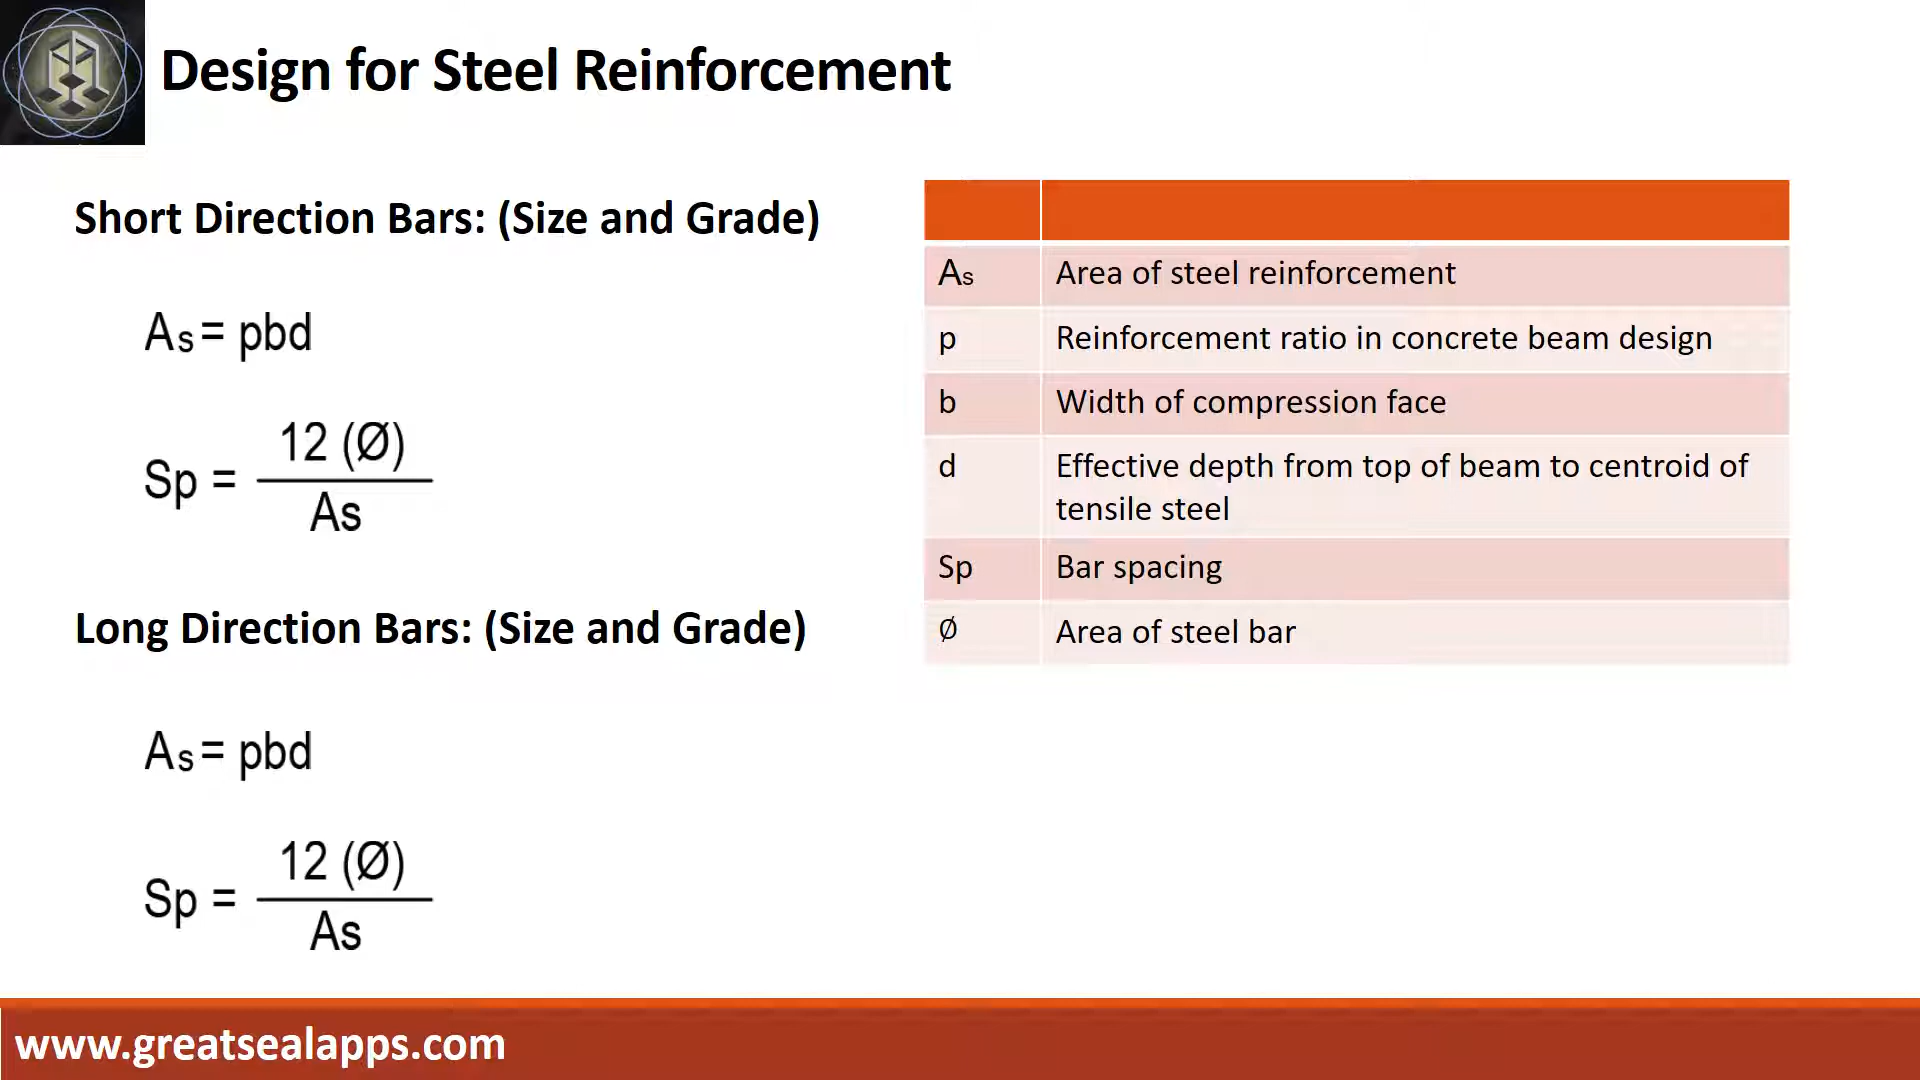 Design for Steel Reinforcement
Short Direction Bars: (Size and Grade)
As = pbd
Sp = 12 (Ø)
As
Long Direction Bars: (Size and Grade)
As = pbd
Sp = 12 (Ø)
As
As Area of steel reinforcement
p Reinforcement ratio in concrete beam design
b Width of compression face
d Effective depth from top of beam to centroid of
tensile steel
Sp Bar spacing
Ø Area of steel bar
www.greatsealapps.com